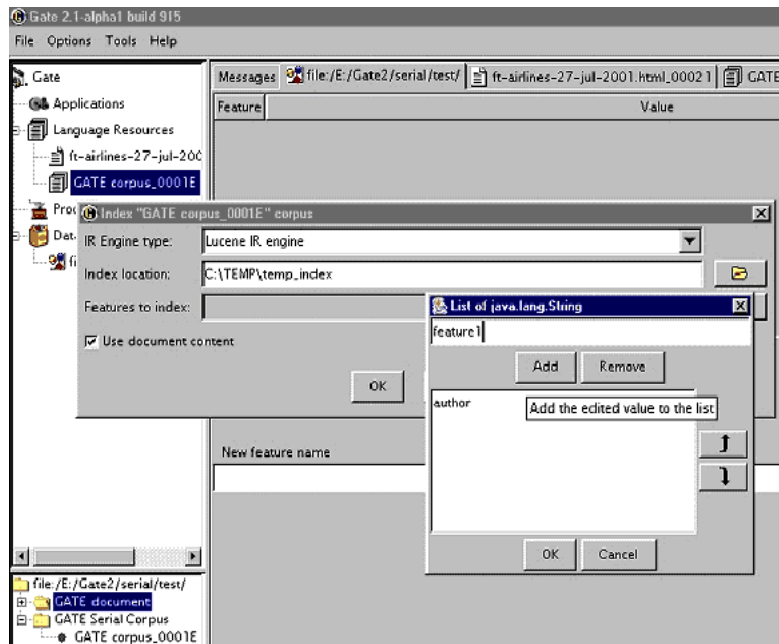 Gate 2.1-alpha1 build 915
File Options Tools Help
Gate
Applications
Language Resources
ft-airlines-27-jul-200
GATE corpus_0001E
Proc
Dat
fi
Messages file:/E:/Gate2/serial/test/ ft-airlines-27-jul-2001.html_00021 GATE
Feature Value
Index "GATE corpus_0001E" corpus
IR Engine type: Lucene IR engine
Index location: C:\TEMP\temp_index
Features to index:
Use document content
OK
List of java.lang.String
feature1
Add Remove
author
Add the edited value to the list
OK Cancel
New feature name
file:/E:/Gate2/serial/test/
GATE document
GATE Serial Corpus
GATE corpus_0001E